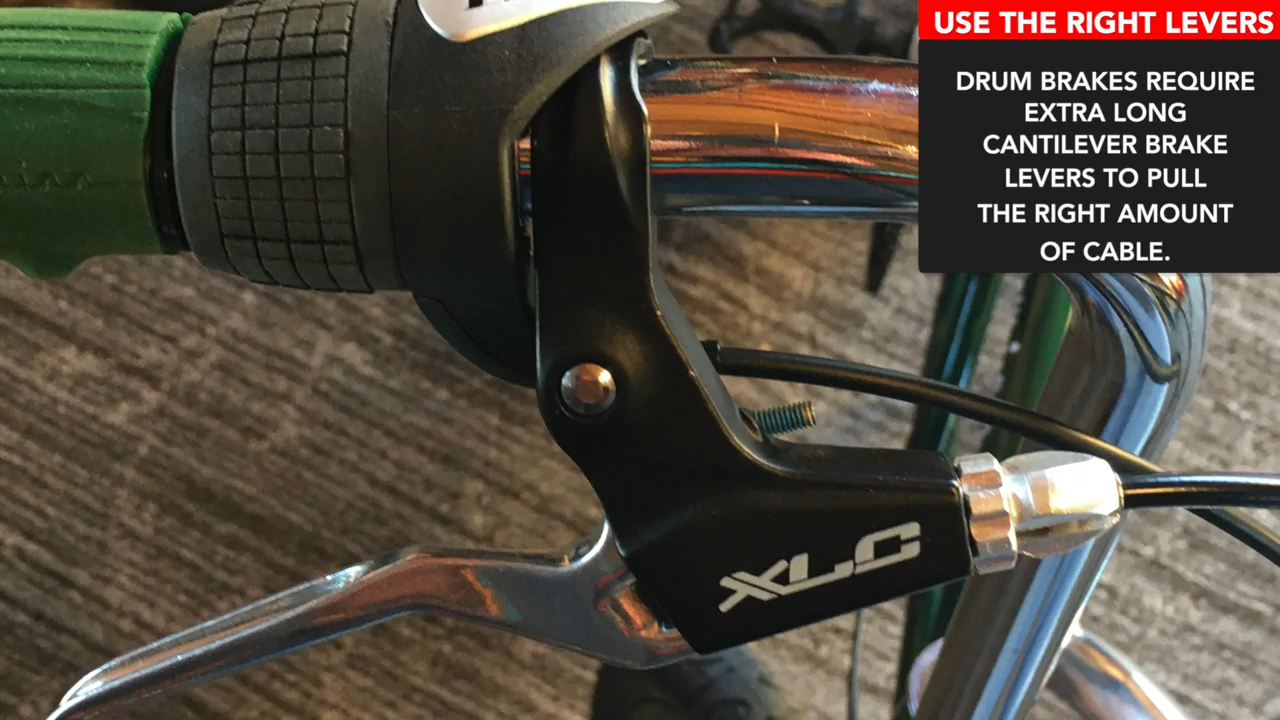 USE THE RIGHT LEVERS
DRUM BRAKES REQUIRE
EXTRA LONG
CANTILEVER BRAKE
LEVERS TO PULL
THE RIGHT AMOUNT
OF CABLE.
XLC